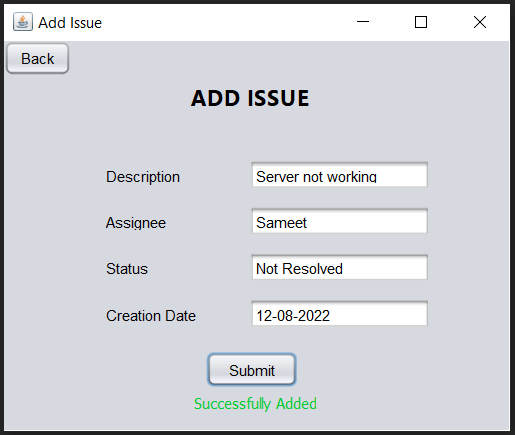 Add Issue
Back
ADD ISSUE
Description Server not working
Assignee Sameet
Status Not Resolved
Creation Date 12-08-2022
Submit
Successfully Added